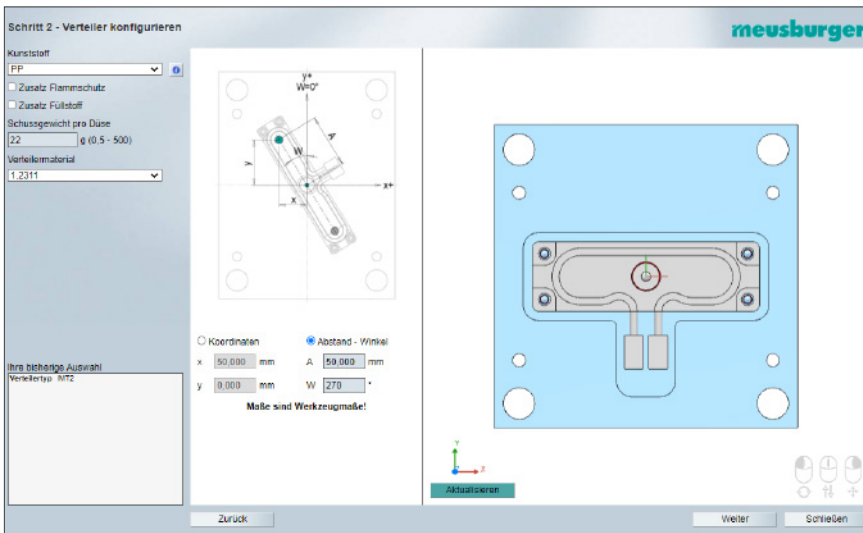 Schritt 2 - Verteiler konfigurieren
meusburger
Kunststoff
PP
Zusatz Flammschutz
Zusatz Füllstoff
Schussgewicht pro Düse
22 g (0,5 - 500)
Verteilermaterial
1.2311
y+
W=0°
A
W
y
x
x+
Koordinaten Abstand - Winkel
x 50,000 mm A 50,000 mm
y 0,000 mm W 270 °
Maße sind Werkzeugmaße!
Ihre bisherige Auswahl
Verteilertyp
Y
Aktualisieren
Zurück Weiter Schließen